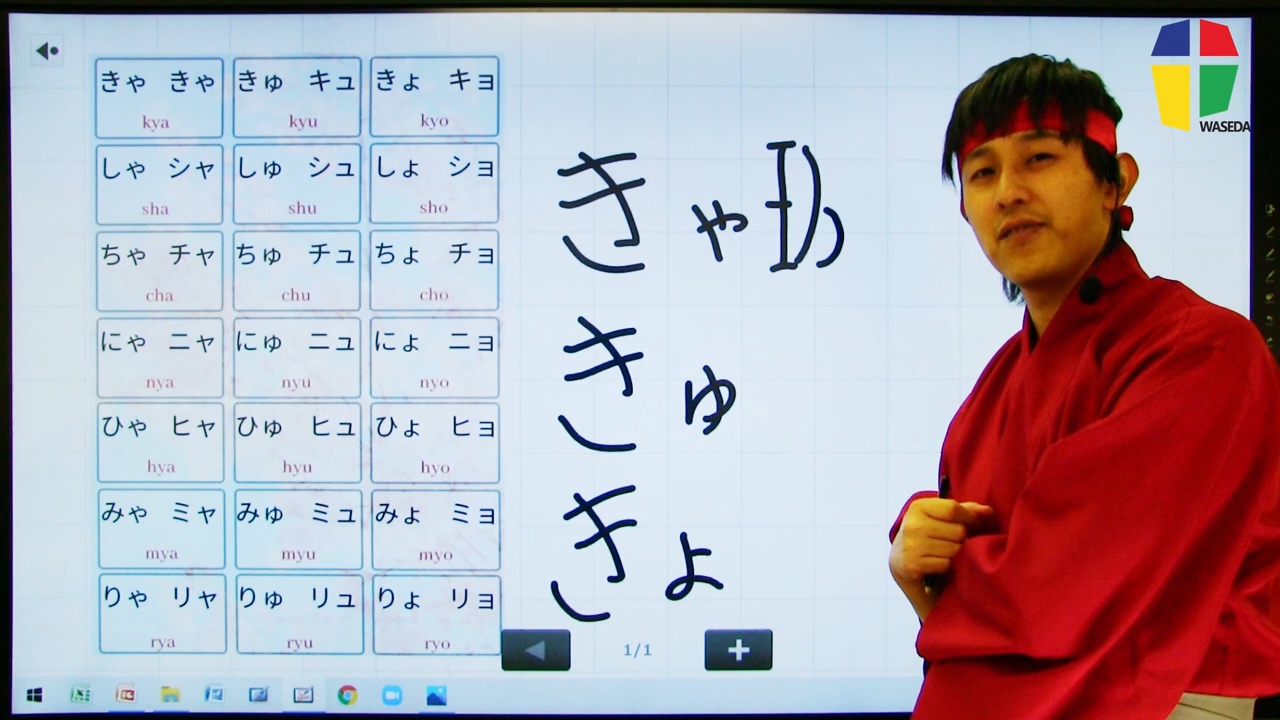 WASEDA
きゃ きゃ きゅ キュ きょ キョ
kya kyu kyo
しゃ シャ しゅ シュ しょ ショ
sha shu sho
ちゃ チャ ちゅ チュ ちょ チョ
cha chu cho
にゃ ニャ にゅ ニュ にょ ニョ
nya nyu nyo
ひゃ ヒャ ひゅ ヒュ ひょ ヒョ
hya hyu hyo
みゃ ミャ みゅ ミュ みょ ミョ
mya myu myo
りゃ リャ りゅ リュ りょ リョ
rya ryu ryo
きゃ
きゅ
きょ
1/1